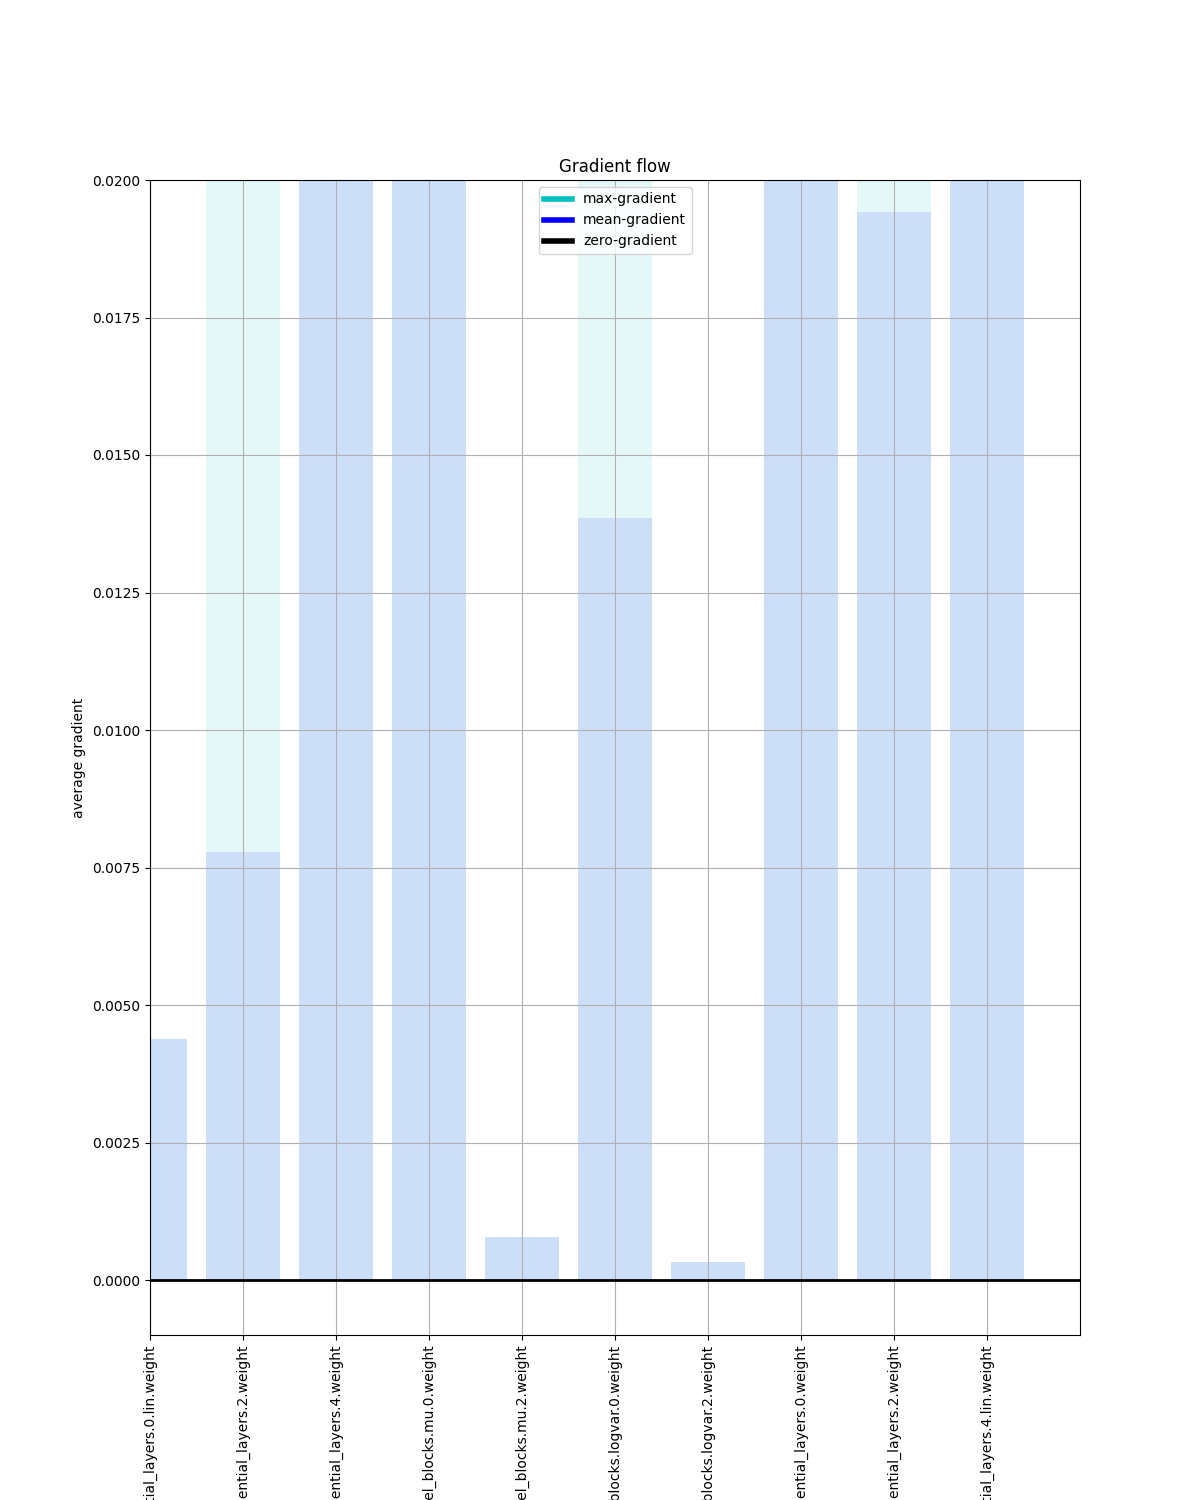 Gradient flow
max-gradient
mean-gradient
zero-gradient
0.0200
0.0175
0.0150
0.0125
0.0100
0.0075
0.0050
0.0025
0.0000
average gradient
tial_layers.0.lin.weight
ential_layers.2.weight
ential_layers.4.weight
el_blocks.mu.0.weight
el_blocks.mu.2.weight
blocks.logvar.0.weight
blocks.logvar.2.weight
ential_layers.0.weight
ential_layers.2.weight
tial_layers.4.lin.weight